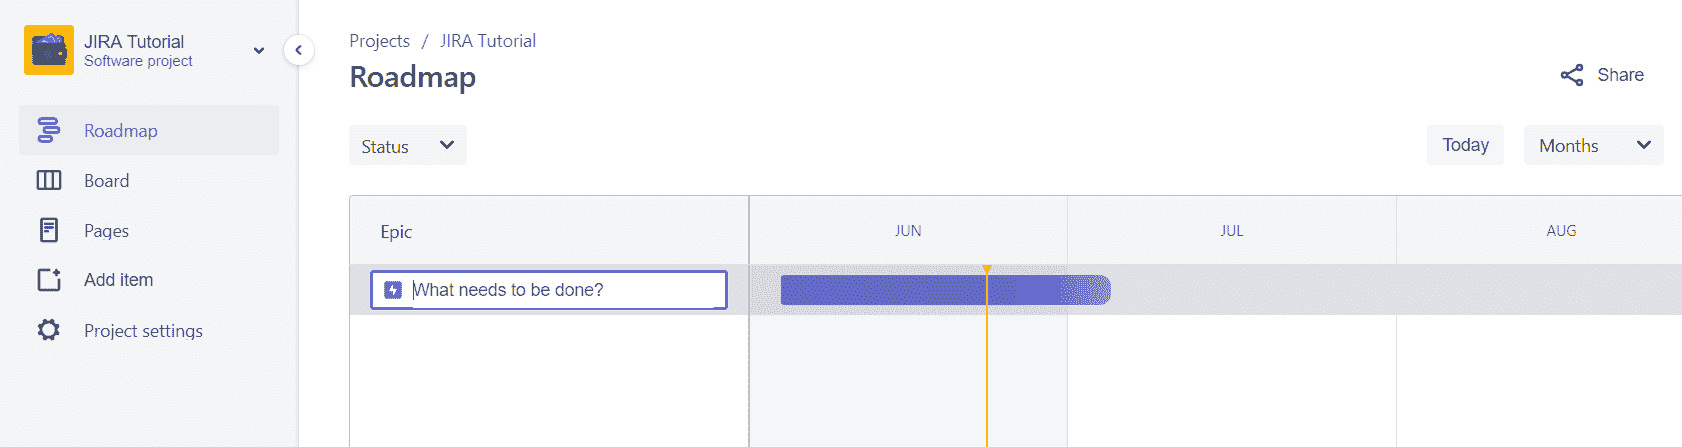 JIRA Tutorial
Software project
Roadmap
Board
Pages
Add item
Project settings
Projects / JIRA Tutorial
Roadmap
Share
Status
Today
Months
Epic
JUN
JUL
AUG
What needs to be done?